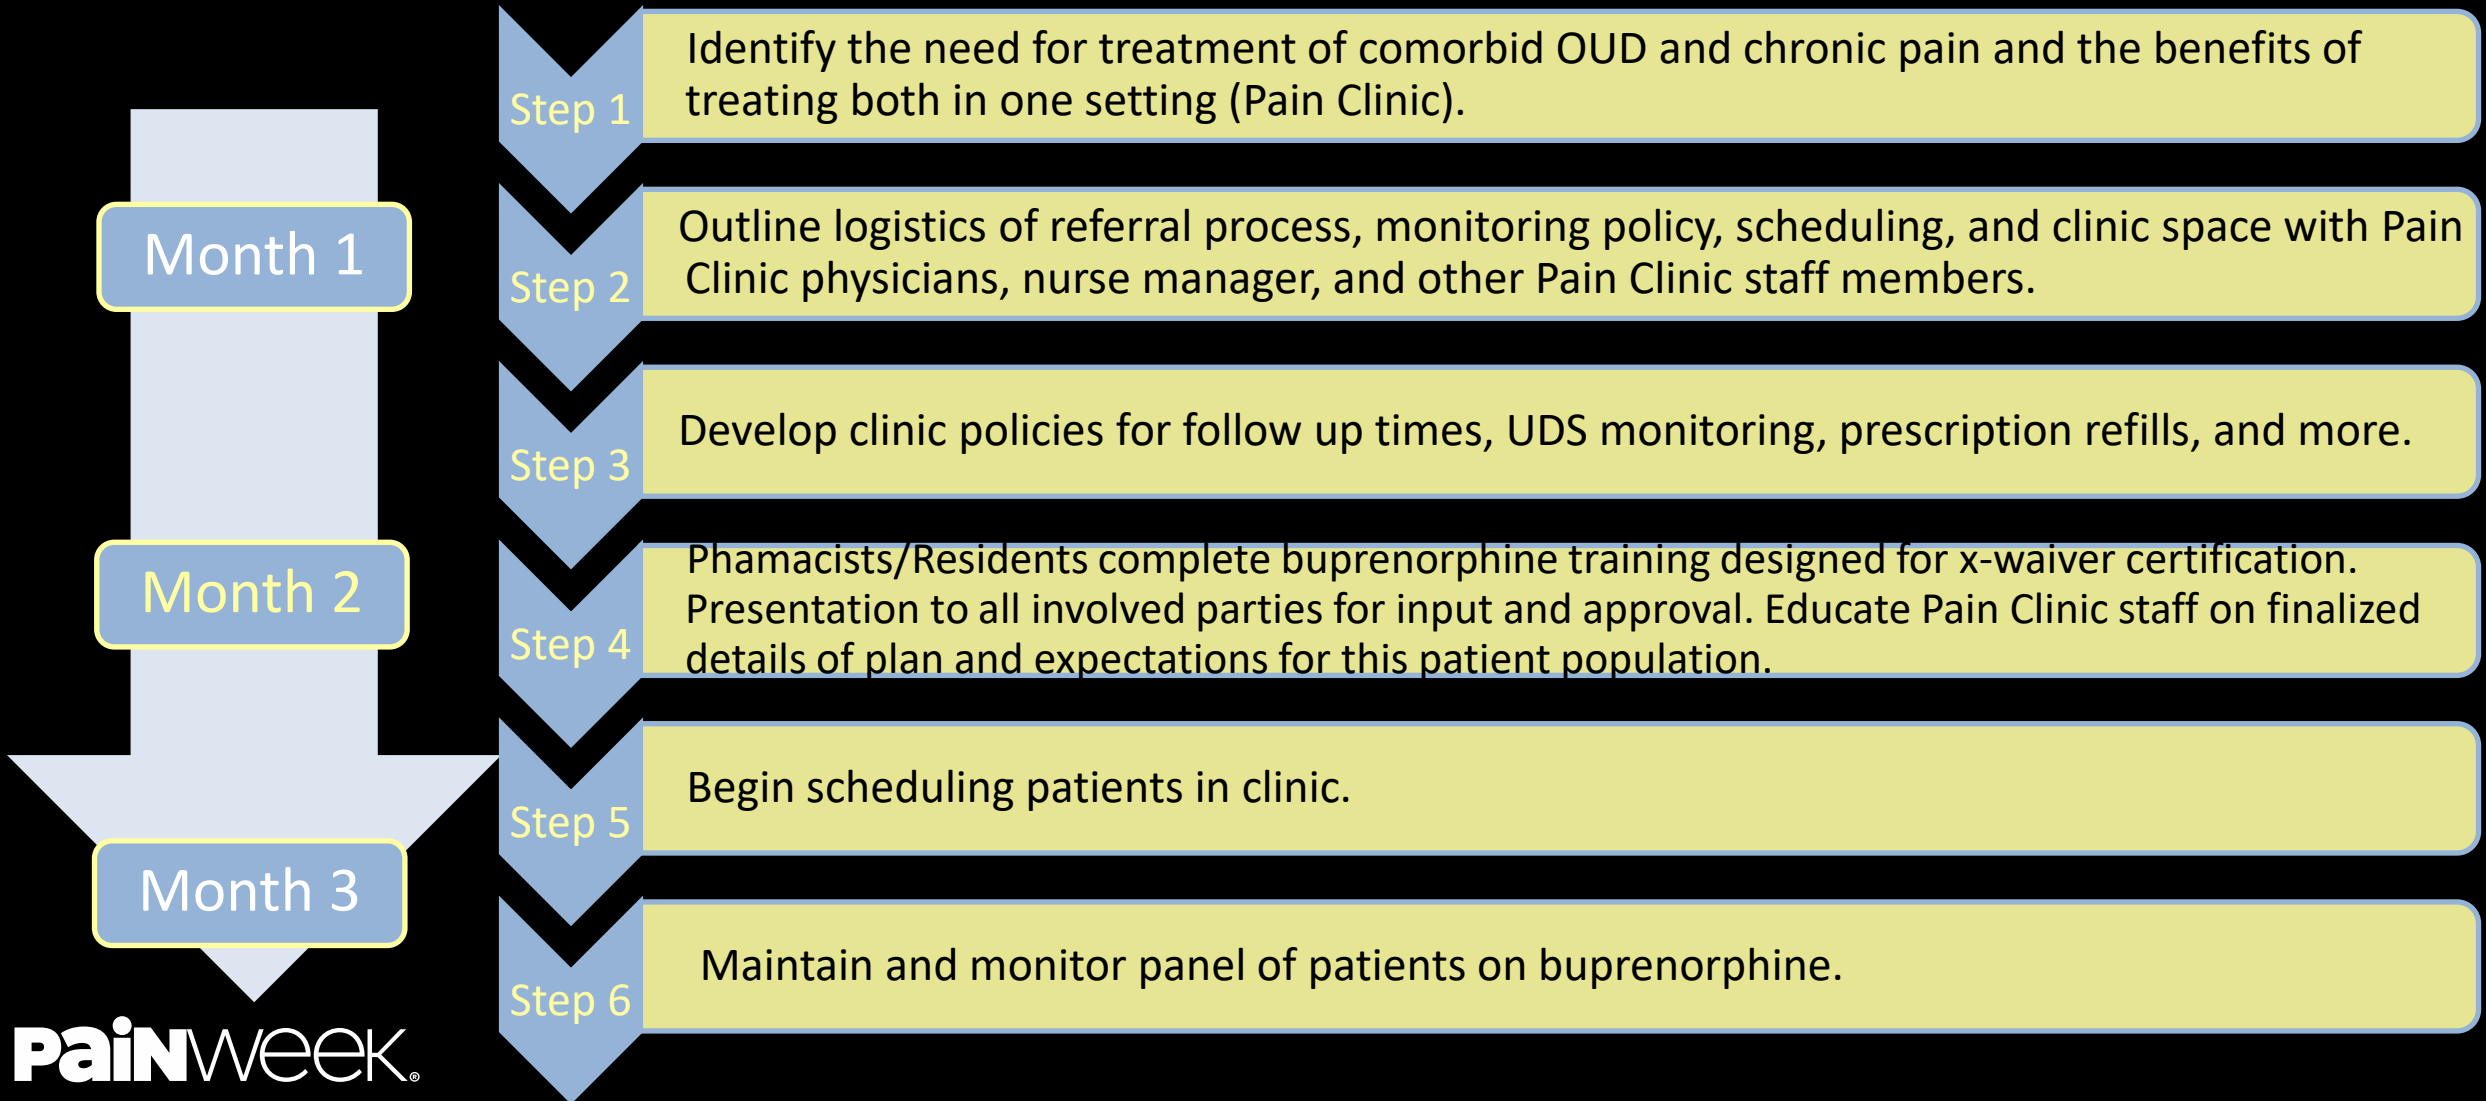 Month 1
Month 2
Month 3
Step 1
Identify the need for treatment of comorbid OUD and chronic pain and the benefits of
treating both in one setting (Pain Clinic).
Step 2
Outline logistics of referral process, monitoring policy, scheduling, and clinic space with Pain
Clinic physicians, nurse manager, and other Pain Clinic staff members.
Step 3
Develop clinic policies for follow up times, UDS monitoring, prescription refills, and more.
Step 4
Phamacists/Residents complete buprenorphine training designed for x-waiver certification.
Presentation to all involved parties for input and approval. Educate Pain Clinic staff on finalized
details of plan and expectations for this patient population.
Step 5
Begin scheduling patients in clinic.
Step 6
Maintain and monitor panel of patients on buprenorphine.
PaiNWeeK®